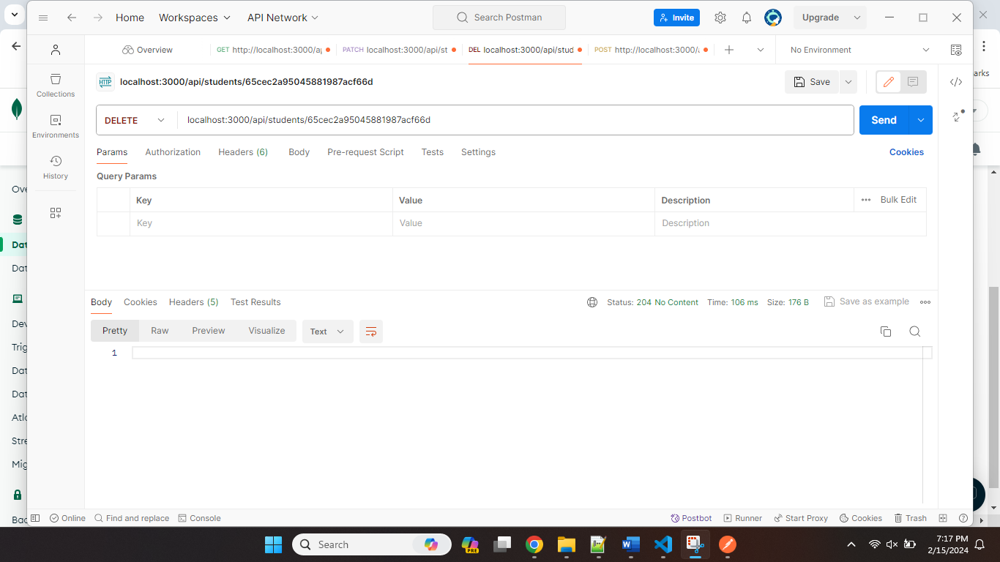 Home Workspaces API Network Search Postman Invite Upgrade
Overview GET http://localhost:3000/a PATCH localhost:3000/api/st DEL localhost:3000/api/stud POST http://localhost:3000/ No Environment
HTTP localhost:3000/api/students/65cec2a95045881987acf66d Save
arks
Collections
DELETE localhost:3000/api/students/65cec2a95045881987acf66d Send
Environments
Params Authorization Headers (6) Body Pre-request Script Tests Settings Cookies
History
Query Params
Ove
Key Value Description Bulk Edit
Key Value Description
Dat
Dat
Body Cookies Headers (5) Test Results Status: 204 No Content Time: 106 ms Size: 176 B Save as example
Dev
Pretty Raw Preview Visualize Text
Trig
1
Dat
Dat
Atla
Stre
Mig
Bac
Online Find and replace Console Postbot Runner Start Proxy Cookies Trash
Search PRE 7:17 PM
2/15/2024